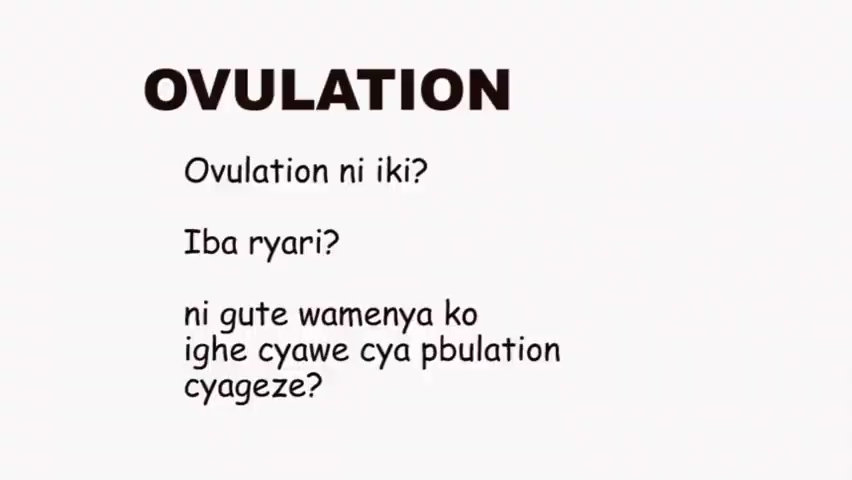 OVULATION
Ovulation ni iki?
Iba ryari?
ni gute wamenya ko
ighe cyawe cya pbulation
cyageze?